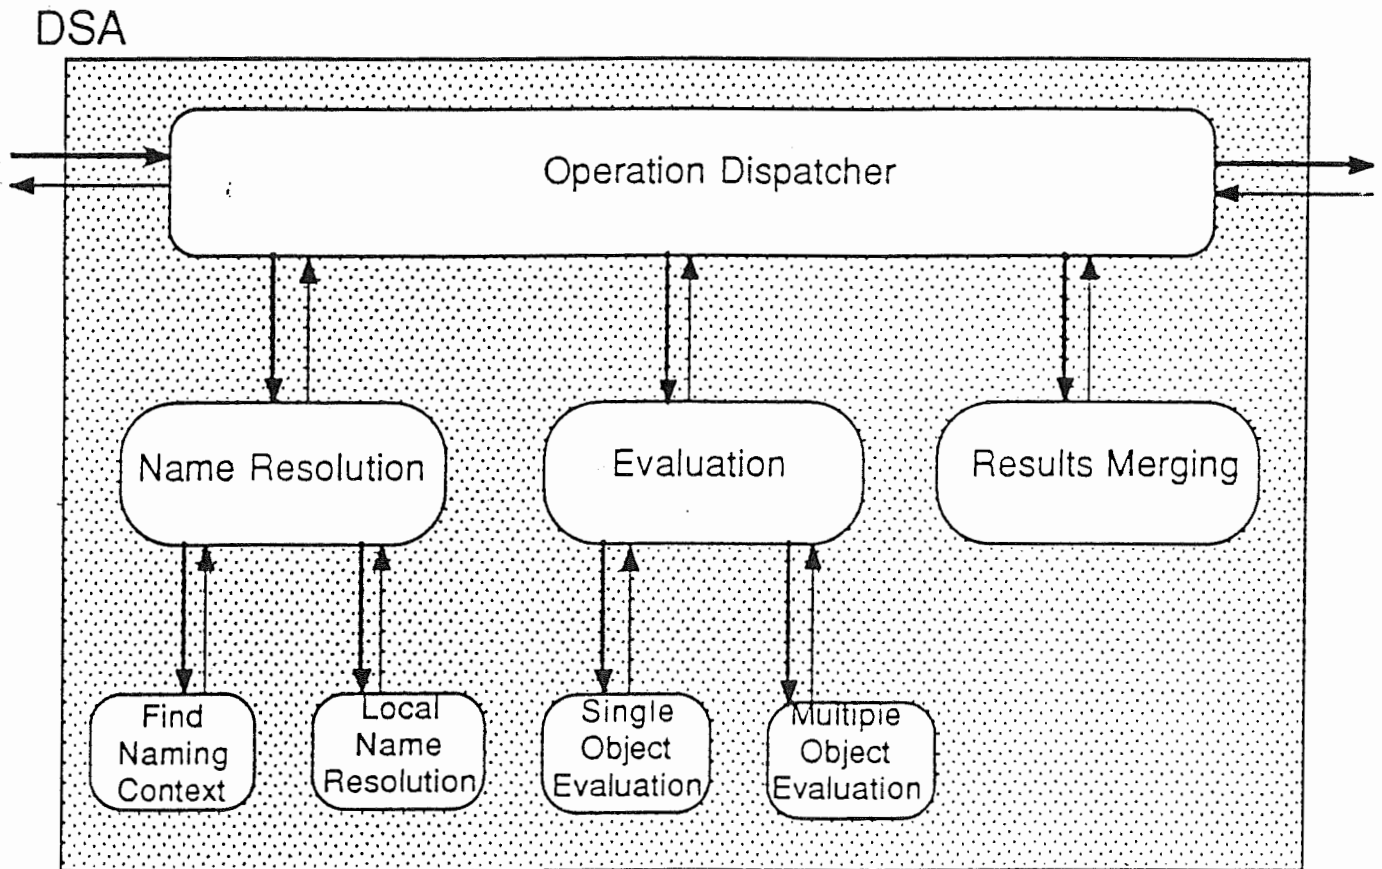 DSA
Operation Dispatcher
Name Resolution
Evaluation
Results Merging
Find
Naming
Context
Local
Name
Resolution
Single
Object
Evaluation
Multiple
Object
Evaluation